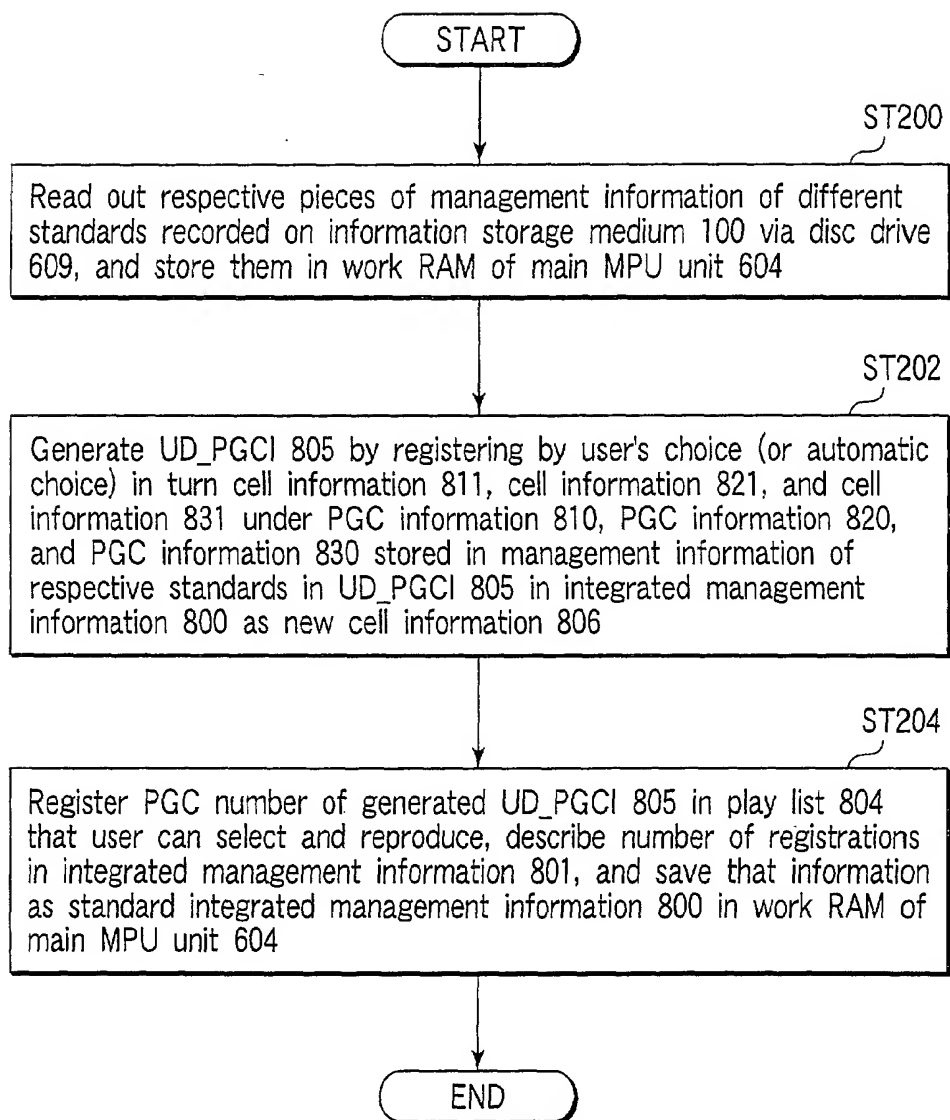 START
ST200
Read out respective pieces of management information of different
standards recorded on information storage medium 100 via disc drive
609, and store them in work RAM of main MPU unit 604
ST202
Generate UD_PGCI 805 by registering by user's choice (or automatic
choice) in turn cell information 811, cell information 821, and cell
information 831 under PGC information 810, PGC information 820,
and PGC information 830 stored in management information of
respective standards in UD_PGCI 805 in integrated management
information 800 as new cell information 806
ST204
Register PGC number of generated UD_PGCI 805 in play list 804
that user can select and reproduce, describe number of registrations
in integrated management information 801, and save that information
as standard integrated management information 800 in work RAM of
main MPU unit 604
END